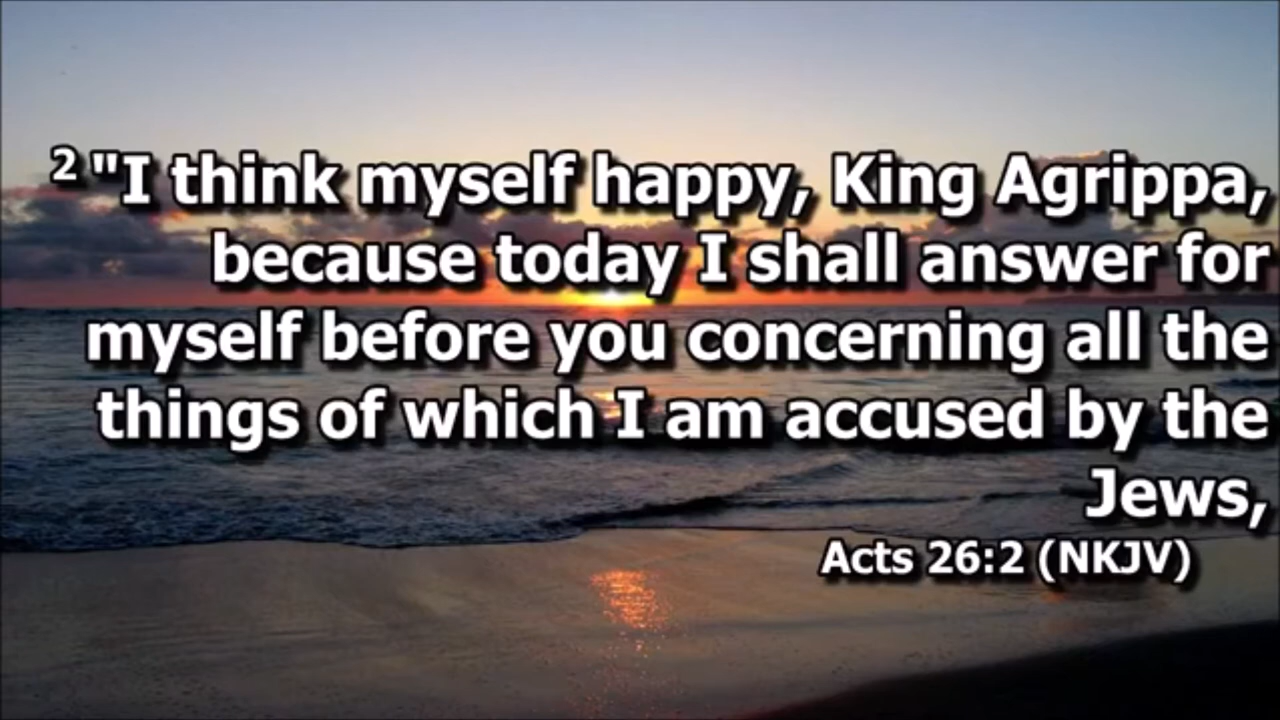 2 "I think myself happy, King Agrippa,
because today I shall answer for
myself before you concerning all the
things of which I am accused by the
Jews,
Acts 26:2 (NKJV)